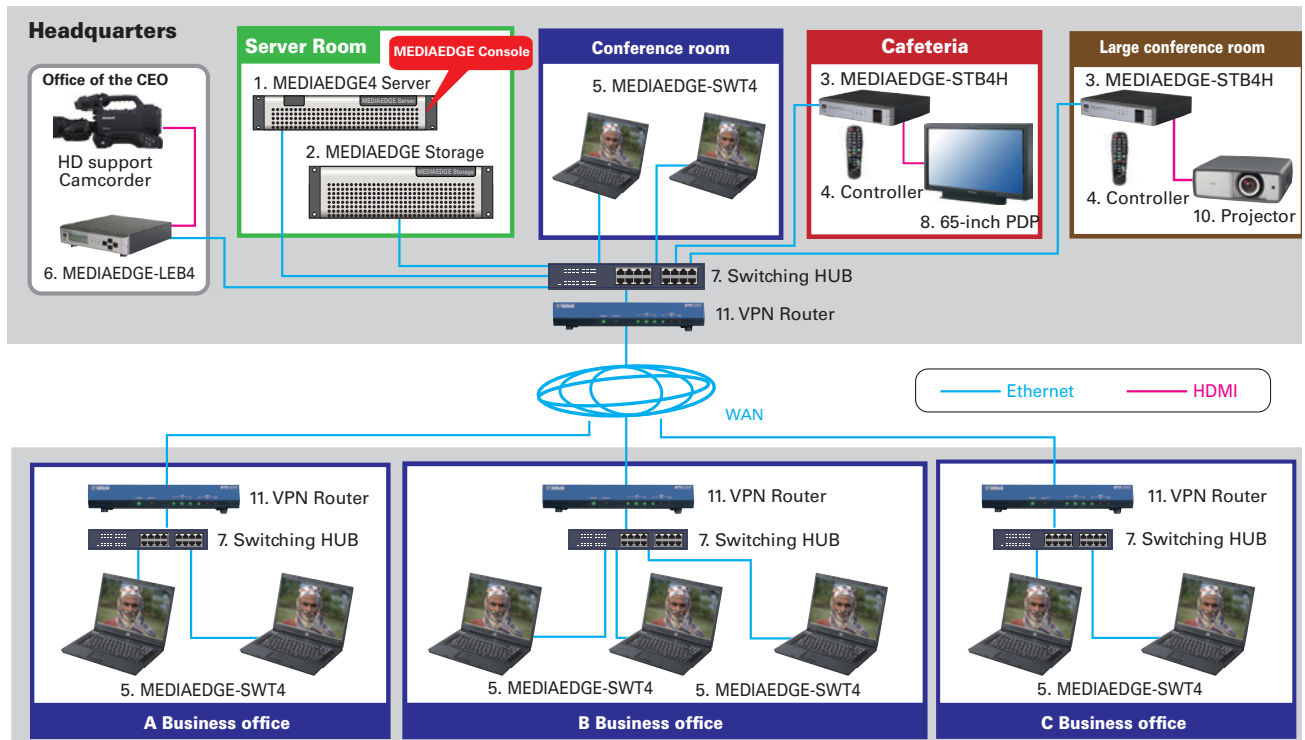 Headquarters
Office of the CEO
HD support
Camcorder
6. MEDIAEDGE-LEB4
Server Room
MEDIAEDGE Console
1. MEDIAEDGE4 Server
MEDIAEDGE Server
2. MEDIAEDGE Storage
MEDIAEDGE Storage
Conference room
5. MEDIAEDGE-SWT4
Cafeteria
3. MEDIAEDGE-STB4H
4. Controller
8. 65-inch PDP
Large conference room
3. MEDIAEDGE-STB4H
4. Controller
10. Projector
7. Switching HUB
11. VPN Router
WAN
Ethernet
HDMI
11. VPN Router
7. Switching HUB
5. MEDIAEDGE-SWT4
A Business office
11. VPN Router
7. Switching HUB
5. MEDIAEDGE-SWT4
5. MEDIAEDGE-SWT4
B Business office
11. VPN Router
7. Switching HUB
5. MEDIAEDGE-SWT4
C Business office